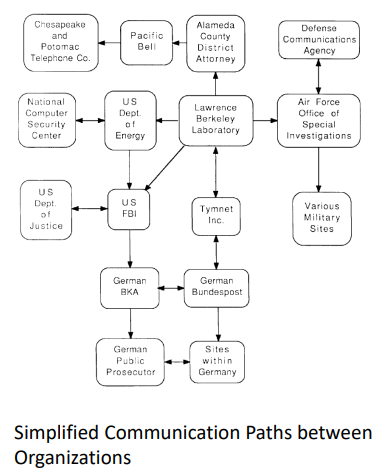 Chesapeake
and
Potomac
Telephone Co.
Pacific
Bell
Alameda
County
District
Attorney
Defense
Communications
Agency
National
Computer
Security
Center
US
Dept.
of
Energy
Lawrence
Berkeley
Laboratory
Air Force
Office of
Special
Investigations
US
Dept.
of
Justice
US
FBI
Tymnet
Inc.
Various
Military
Sites
German
BKA
German
Bundespost
German
Public
Prosecutor
Sites
within
Germany
Simplified Communication Paths between
Organizations